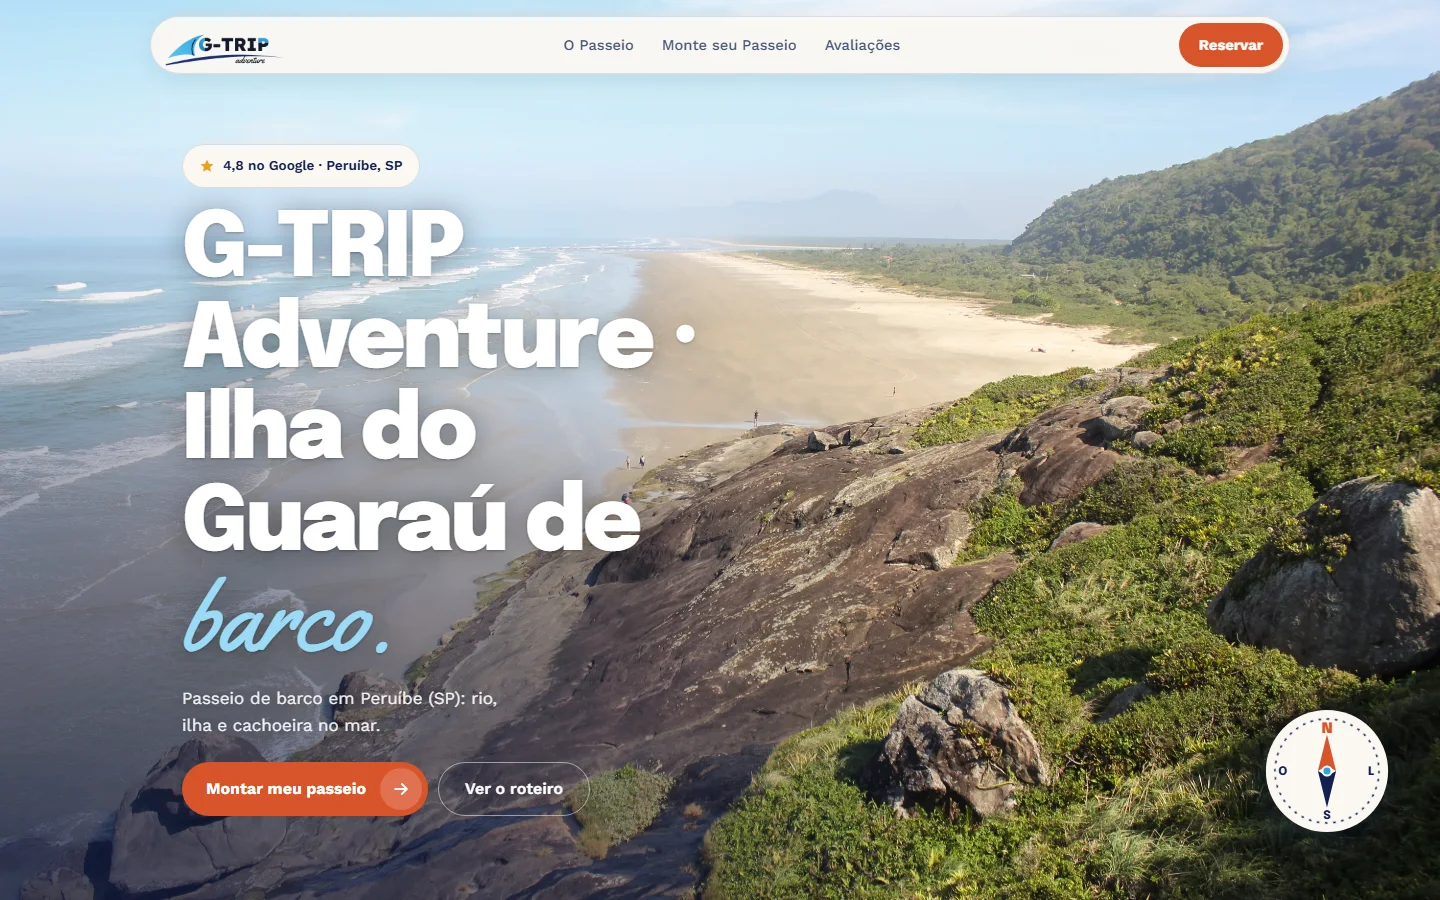 G-TRIP
adventure
O Passeio
Monte seu Passeio
Avaliações
Reservar
4,8 no Google · Peruíbe, SP
G-TRIP
Adventure ·
Ilha do
Guaraú de
barco.
Passeio de barco em Peruíbe (SP): rio,
ilha e cachoeira no mar.
Montar meu passeio
Ver o roteiro
N
O
L
S